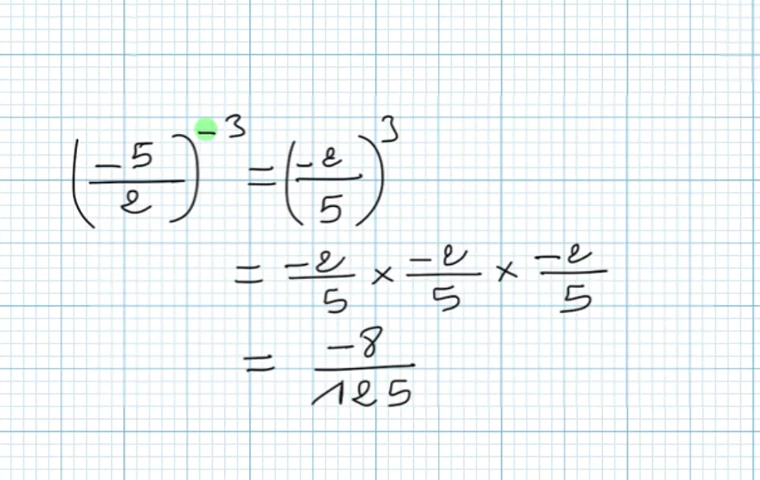 (-5/2)^-3 = (-2/5)^3
= -2/5 × -2/5 × -2/5
= -8/125